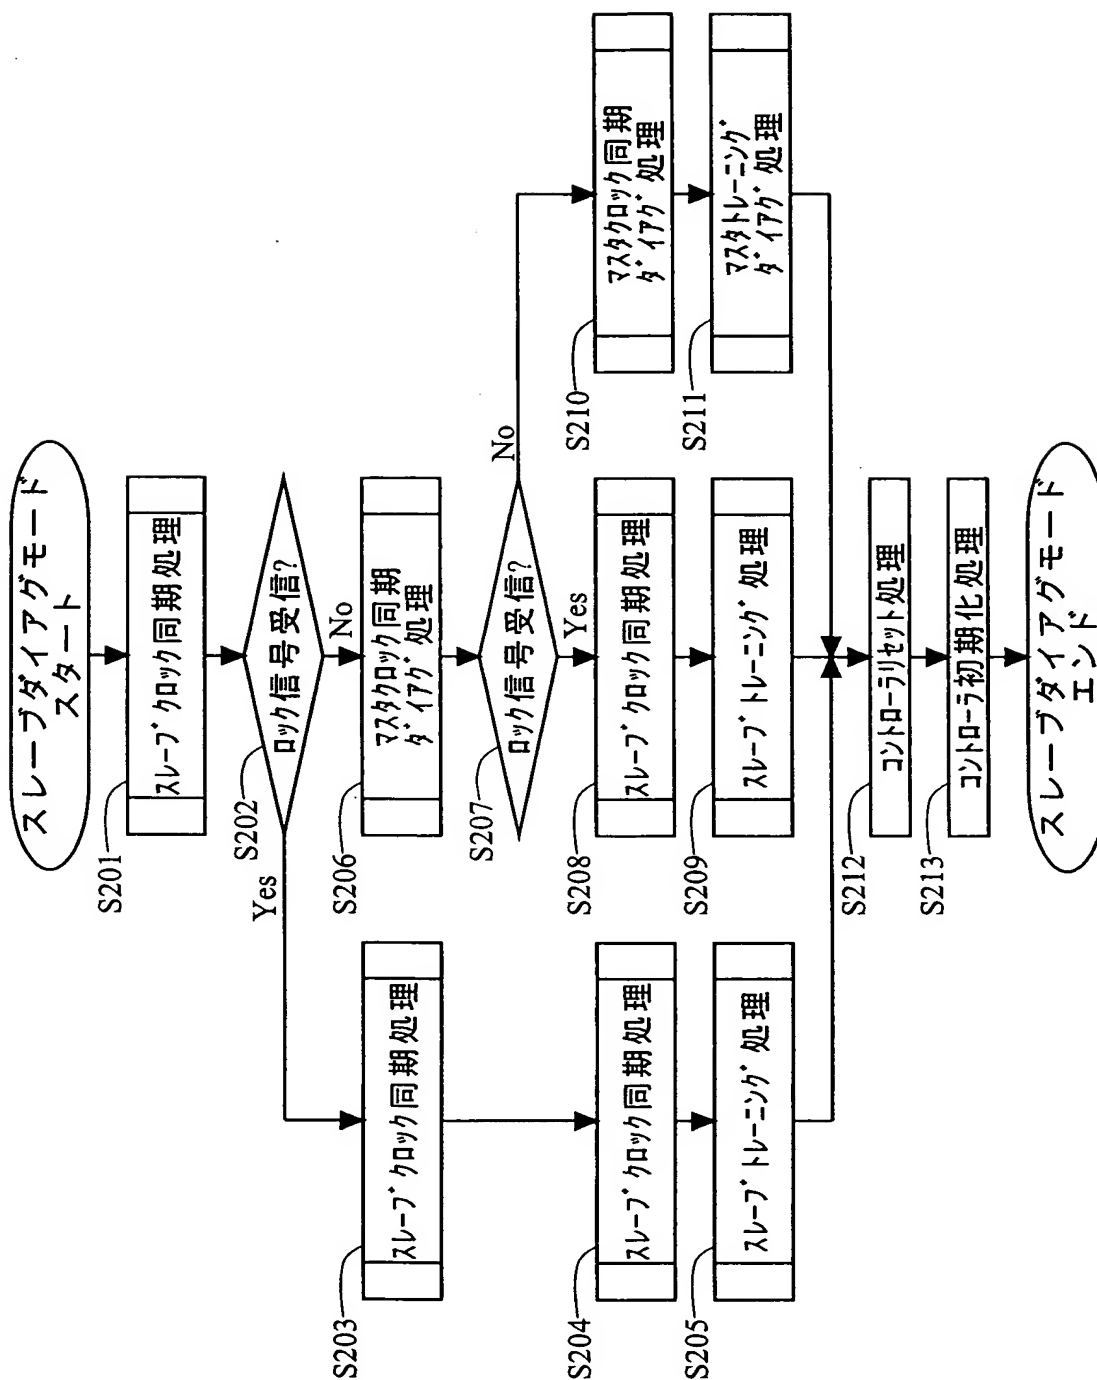 スレーブダイアグモード
スタート
S201
スレーブクロック同期処理
S202
ロック信号受信?
Yes
No
S203
スレーブクロック同期処理
S204
スレーブクロック同期処理
S205
スレーブトレーニング処理
S206
マスタクロック同期
ダイアグ処理
S207
ロック信号受信?
Yes
No
S208
スレーブクロック同期処理
S209
スレーブトレーニング処理
S210
マスタクロック同期
ダイアグ処理
S211
マスタトレーニング
ダイアグ処理
S212
コントローラリセット処理
S213
コントローラ初期化処理
スレーブダイアグモード
エンド